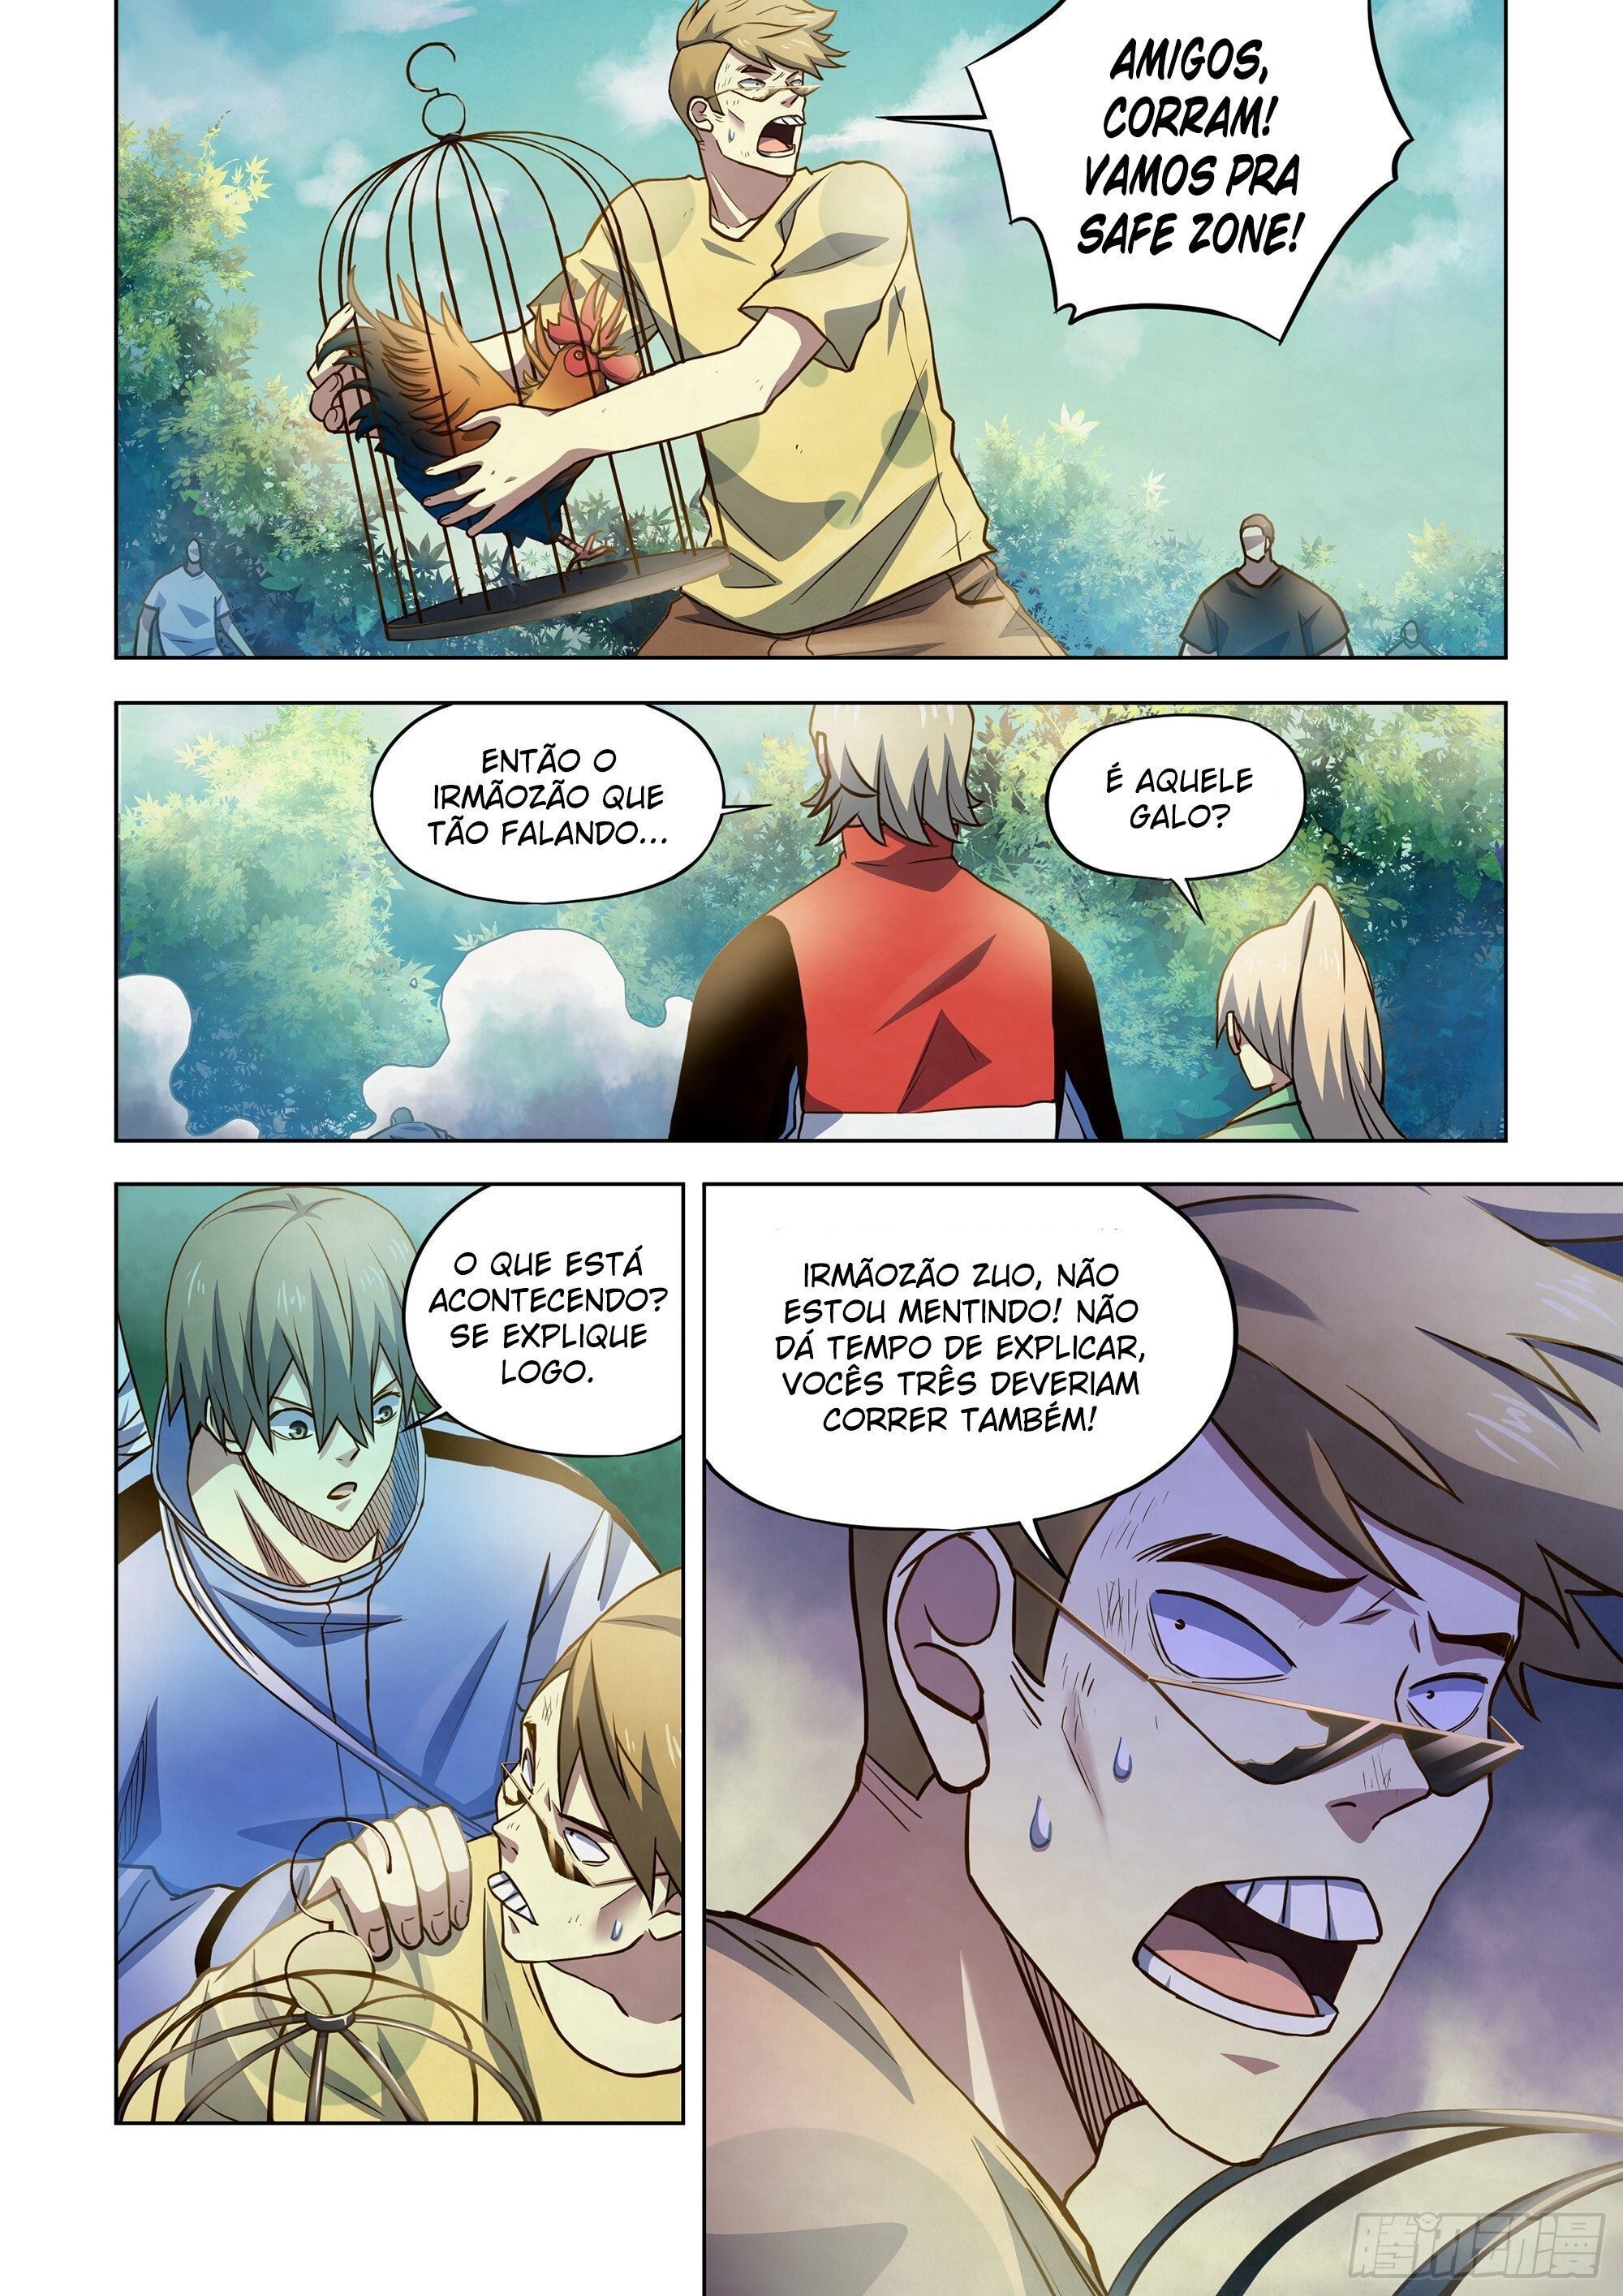 AMIGOS,
CORRAM!
VAMOS PRA
SAFE ZONE!
ENTÃO O
IRMÃOZÃO QUE
TÃO FALANDO...
É AQUELE
GALO?
O QUE ESTÁ
ACONTECENDO?
SE EXPLIQUE
LOGO.
IRMÃOZÃO ZUO, NÃO
ESTOU MENTINDO! NÃO
DÁ TEMPO DE EXPLICAR,
VOCÊS TRÊS DEVERIAM
CORRER TAMBÉM!
腾讯动漫